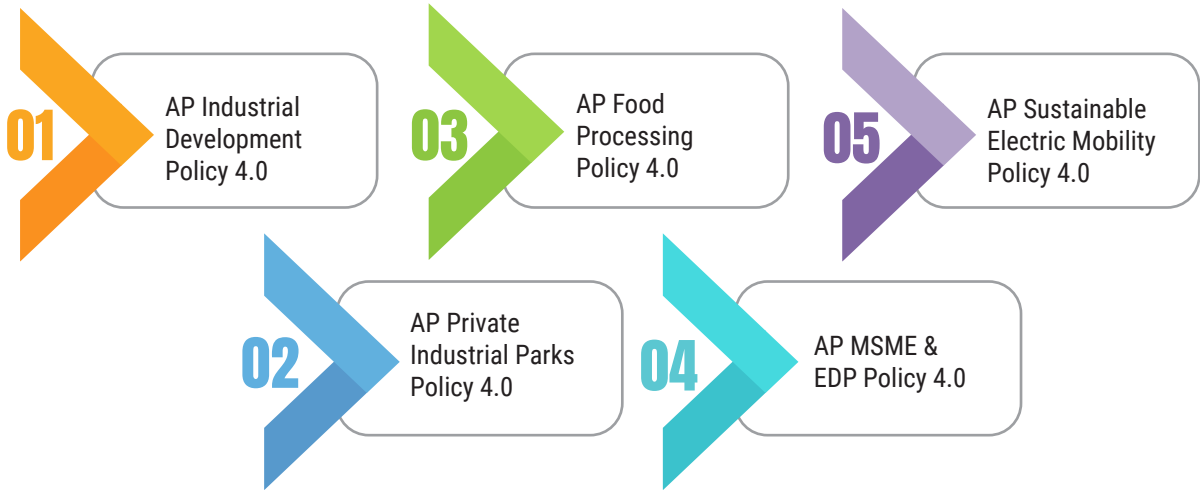 01
AP Industrial
Development
Policy 4.0
02
AP Private
Industrial Parks
Policy 4.0
03
AP Food
Processing
Policy 4.0
04
AP MSME &
EDP Policy 4.0
05
AP Sustainable
Electric Mobility
Policy 4.0